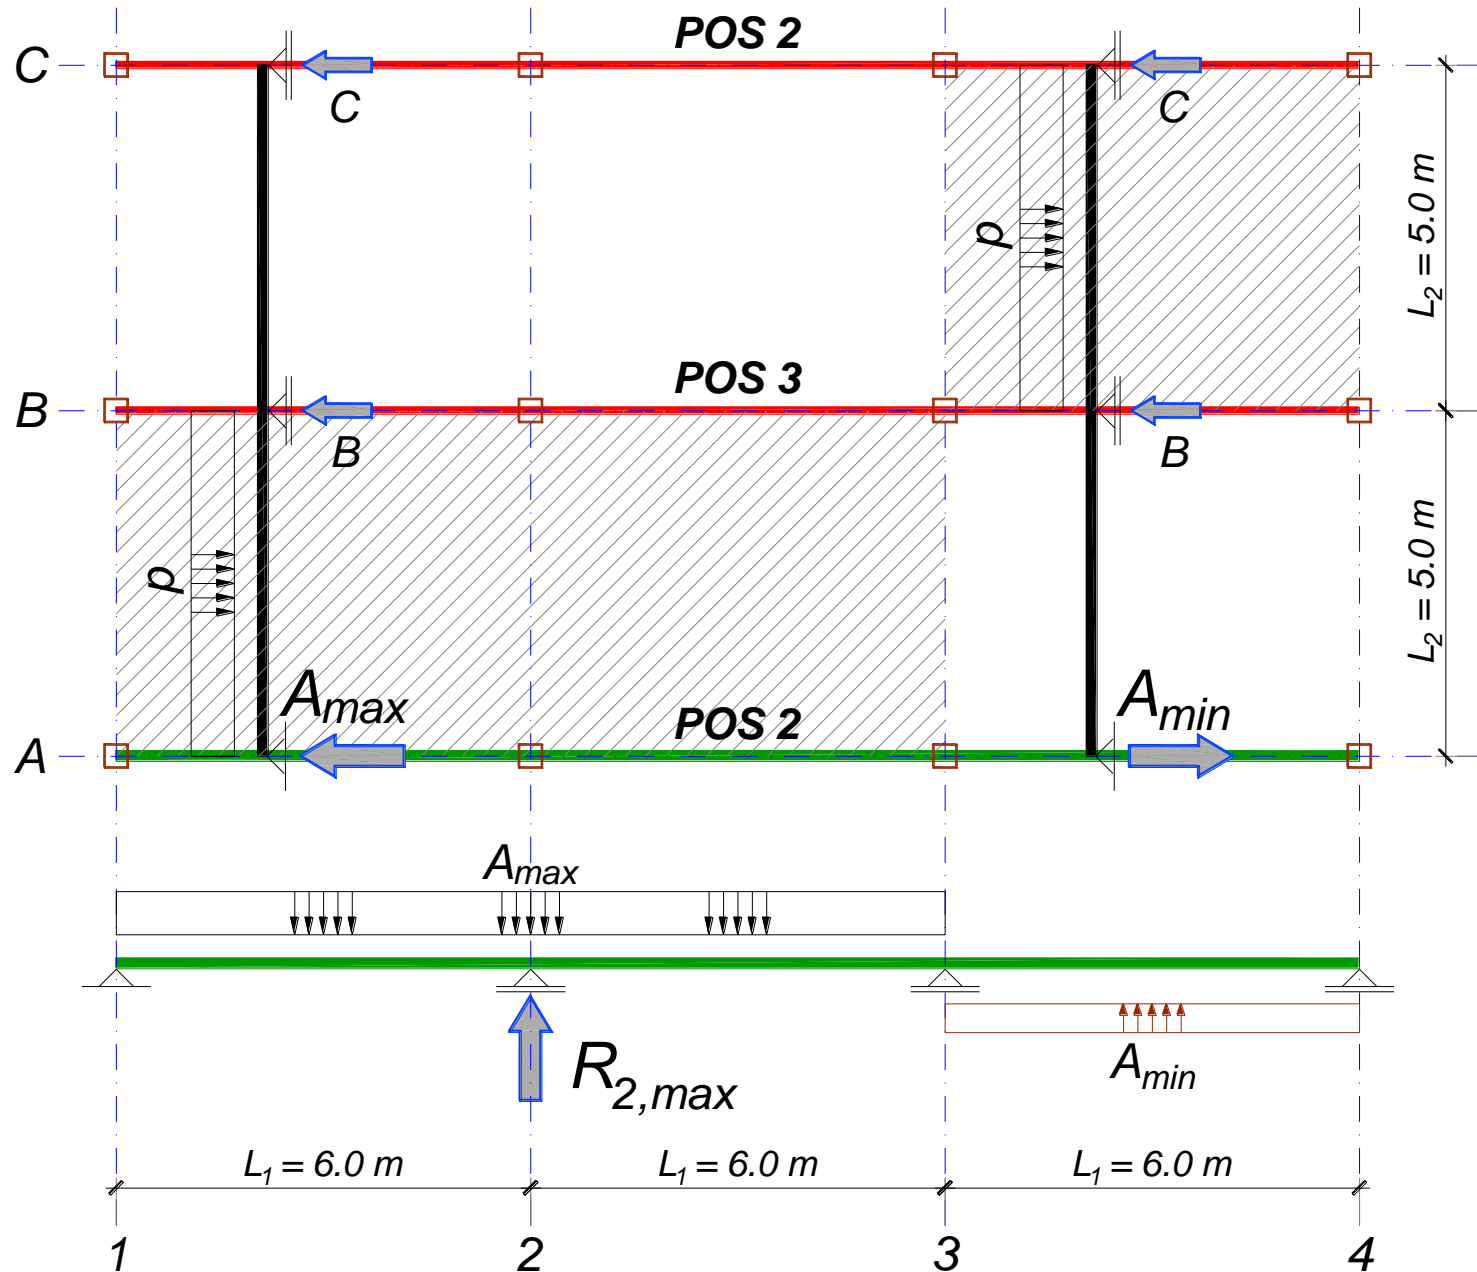 POS 2
C
C
C
p
L2 = 5.0 m
POS 3
B
B
B
p
L2 = 5.0 m
Amax
POS 2
Amin
A
Amax
R2,max
Amin
L1 = 6.0 m
L1 = 6.0 m
L1 = 6.0 m
1
2
3
4